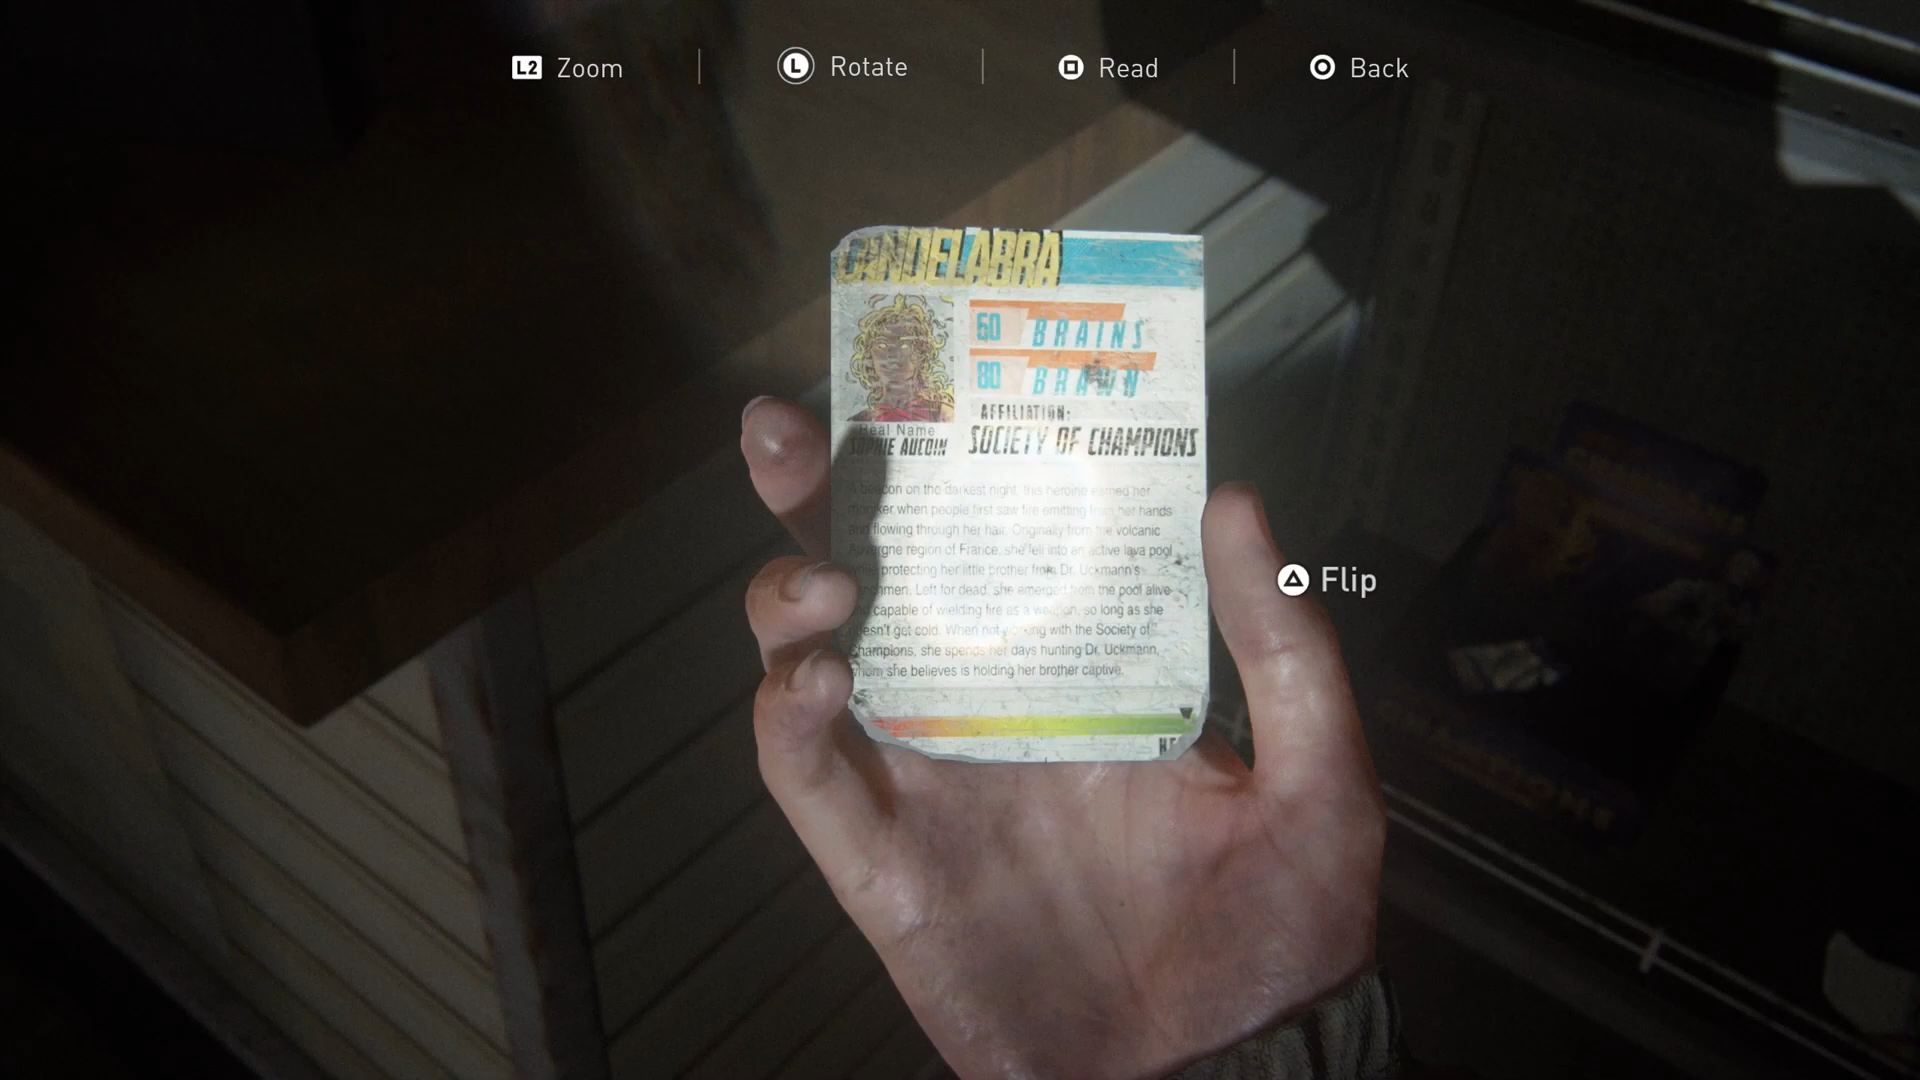 L2 Zoom
L Rotate
Read
Back
CANDELABRA
60 BRAINS
80 BRAWN
AFFILIATION:
SOCIETY OF CHAMPIONS
Real Name
SOPHIE AUCOIN
A beacon on the darkest night, this heroine earned her
moniker when people first saw fire emitting from her hands
and flowing through her hair. Originally from the volcanic
Auvergne region of France, she fell into an active lava pool
while protecting her little brother from Dr. Uckmann's
henchmen. Left for dead, she emerged from the pool alive
and capable of wielding fire as a weapon, so long as she
doesn't get cold. When not working with the Society of
Champions, she spends her days hunting Dr. Uckmann,
whom she believes is holding her brother captive.
Flip